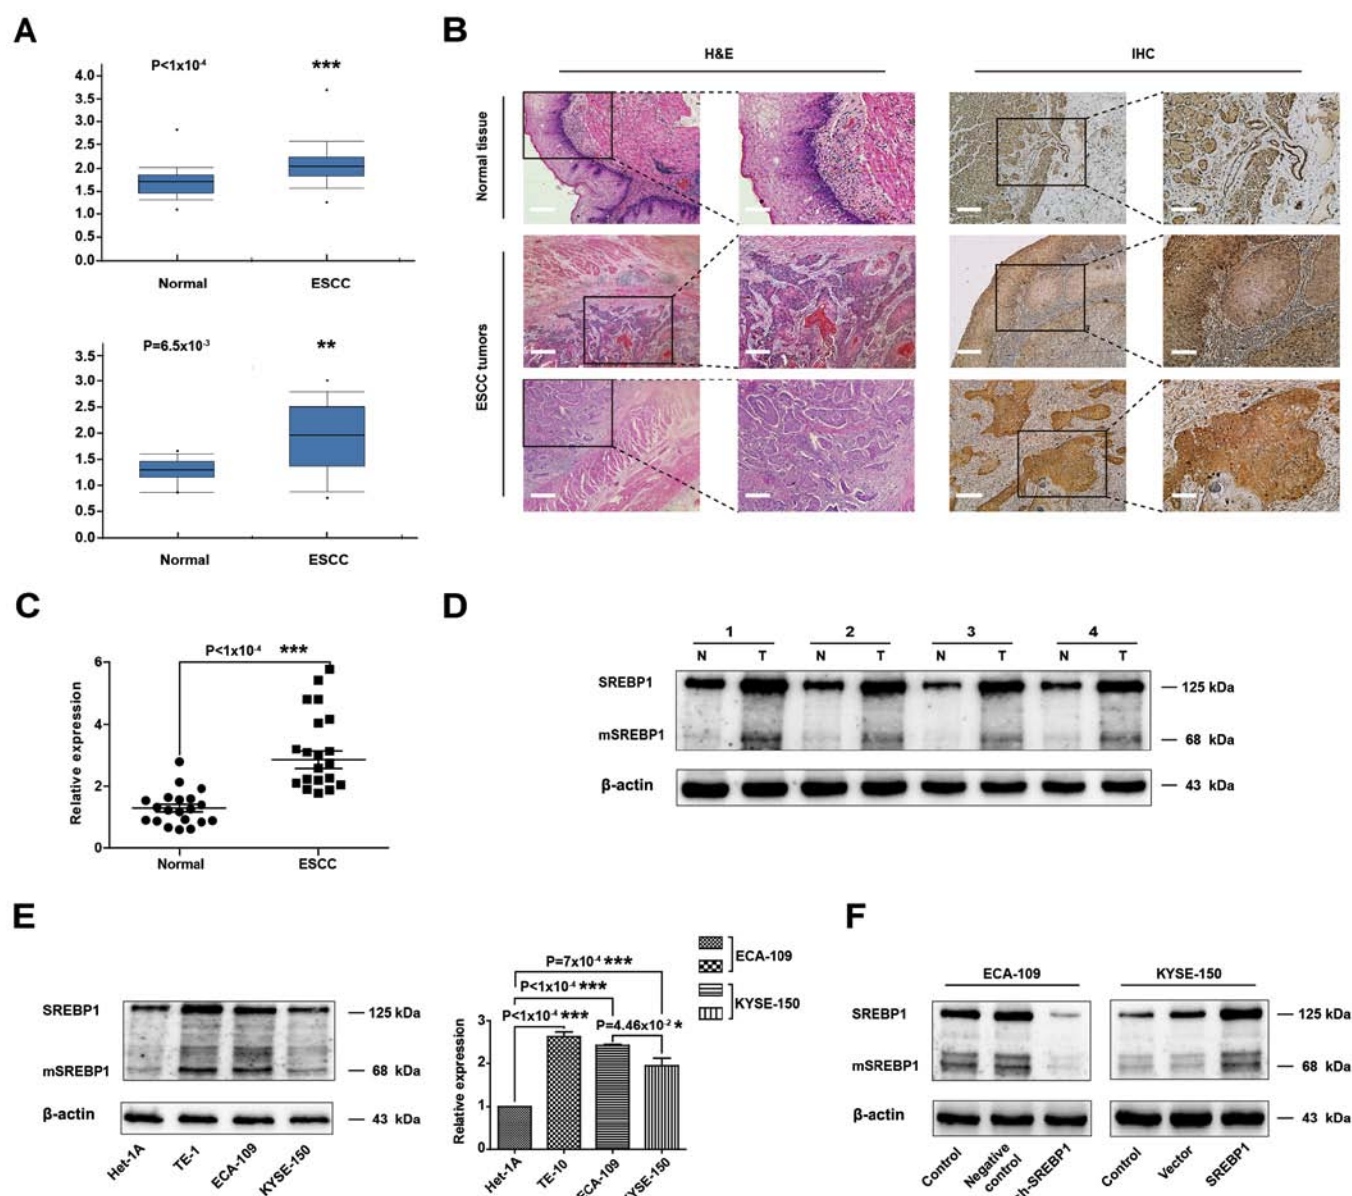 A
P<1x10-4 ***
4.0
3.5
3.0
2.5
2.0
1.5
1.0
0.5
0.0
Normal ESCC
P=6.5x10-3 **
3.5
3.0
2.5
2.0
1.5
1.0
0.5
0.0
Normal ESCC
B
H&E IHC
Normal tissue
ESCC tumors
C
P<1x10-4 ***
Relative expression
6
4
2
0
Normal ESCC
D
1 2 3 4
N T N T N T N T
SREBP1 125 kDa
mSREBP1 68 kDa
β-actin 43 kDa
E
SREBP1 125 kDa
mSREBP1 68 kDa
β-actin 43 kDa
Het-1A TE-1 ECA-109 KYSE-150
ECA-109
KYSE-150
P=7x10-4 ***
P<1x10-4 ***
P<1x10-4 ***
P=4.46x10-2 *
Relative expression
3
2
1
0
Het-1A TE-10 ECA-109 KYSE-150
F
ECA-109 KYSE-150
SREBP1 125 kDa
mSREBP1 68 kDa
β-actin 43 kDa
Control Negative control h-SREBP1 Control Vector SREBP1